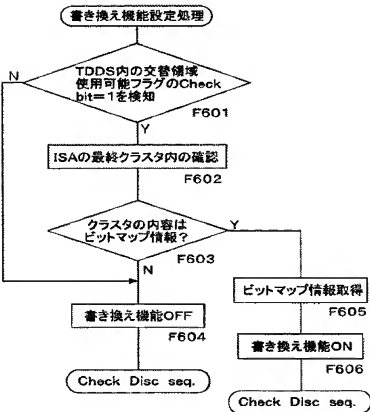 書き換え機能設定処理
N
TDDS内の交替領域
使用可能フラグのCheck
bit=1を検知
F601
Y
ISAの最終クラスタ内の確認
F602
クラスタの内容は
ビットマップ情報?
Y
F603
N
書き換え機能OFF
F604
ビットマップ情報取得
F605
書き換え機能ON
F606
Check Disc seq.
Check Disc seq.